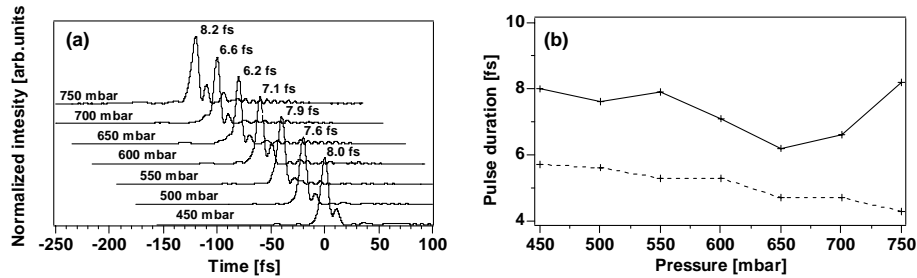 (a)
Normalized intesity [arb.units
8.2 fs
6.6 fs
6.2 fs
7.1 fs
7.9 fs
7.6 fs
8.0 fs
750 mbar
700 mbar
650 mbar
600 mbar
550 mbar
500 mbar
450 mbar
-250 -200 -150 -100 -50 0 50 100
Time [fs]
(b)
Pulse duration [fs]
10
8
6
4
450 500 550 600 650 700 750
Pressure [mbar]